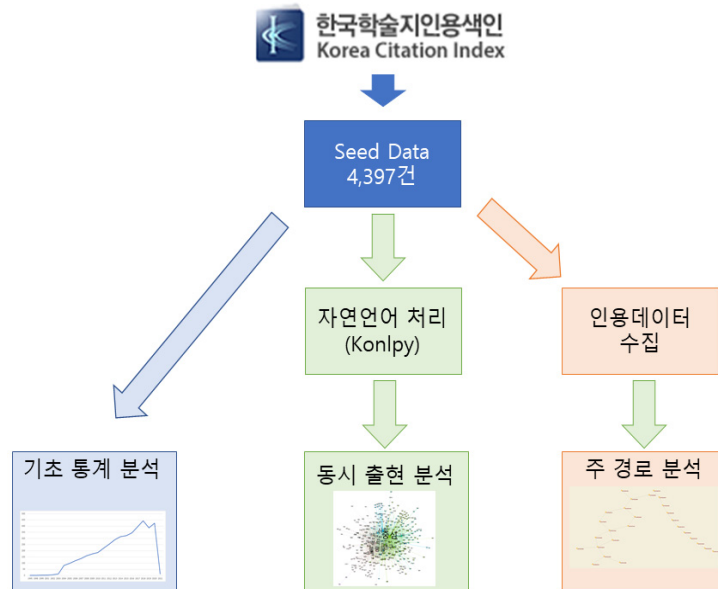 한국학술지인용색인
Korea Citation Index
Seed Data
4,397건
자연언어 처리
(Konlpy)
인용데이터
수집
기초 통계 분석
동시 출현 분석
주 경로 분석